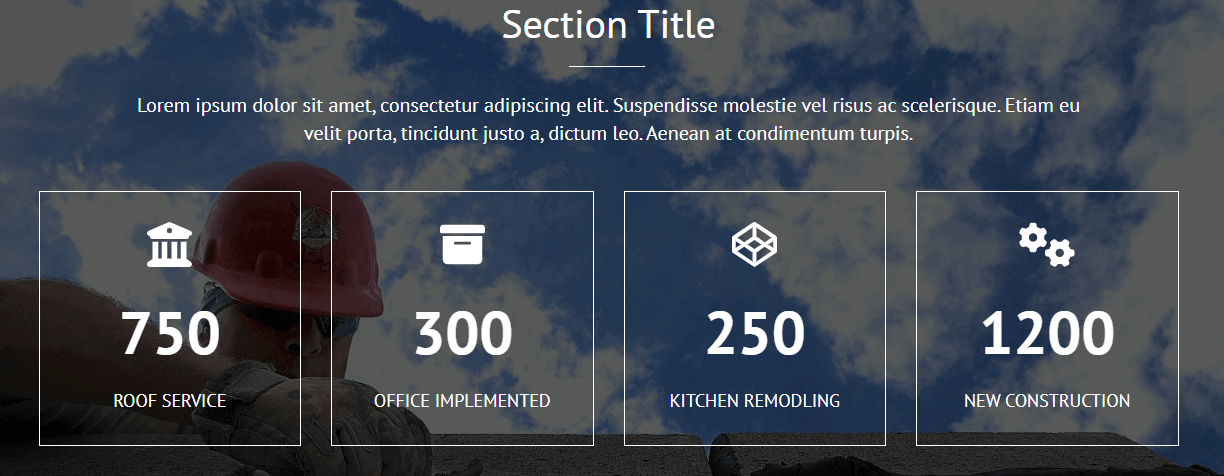 Section Title
Lorem ipsum dolor sit amet, consectetur adipiscing elit. Suspendisse molestie vel risus ac scelerisque. Etiam eu
velit porta, tincidunt justo a, dictum leo. Aenean at condimentum turpis.
750
300
250
1200
ROOF SERVICE
OFFICE IMPLEMENTED
KITCHEN REMODLING
NEW CONSTRUCTION